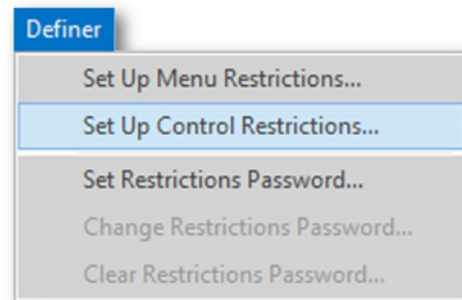 Definer
Set Up Menu Restrictions...
Set Up Control Restrictions...
Set Restrictions Password...
Change Restrictions Password...
Clear Restrictions Password...